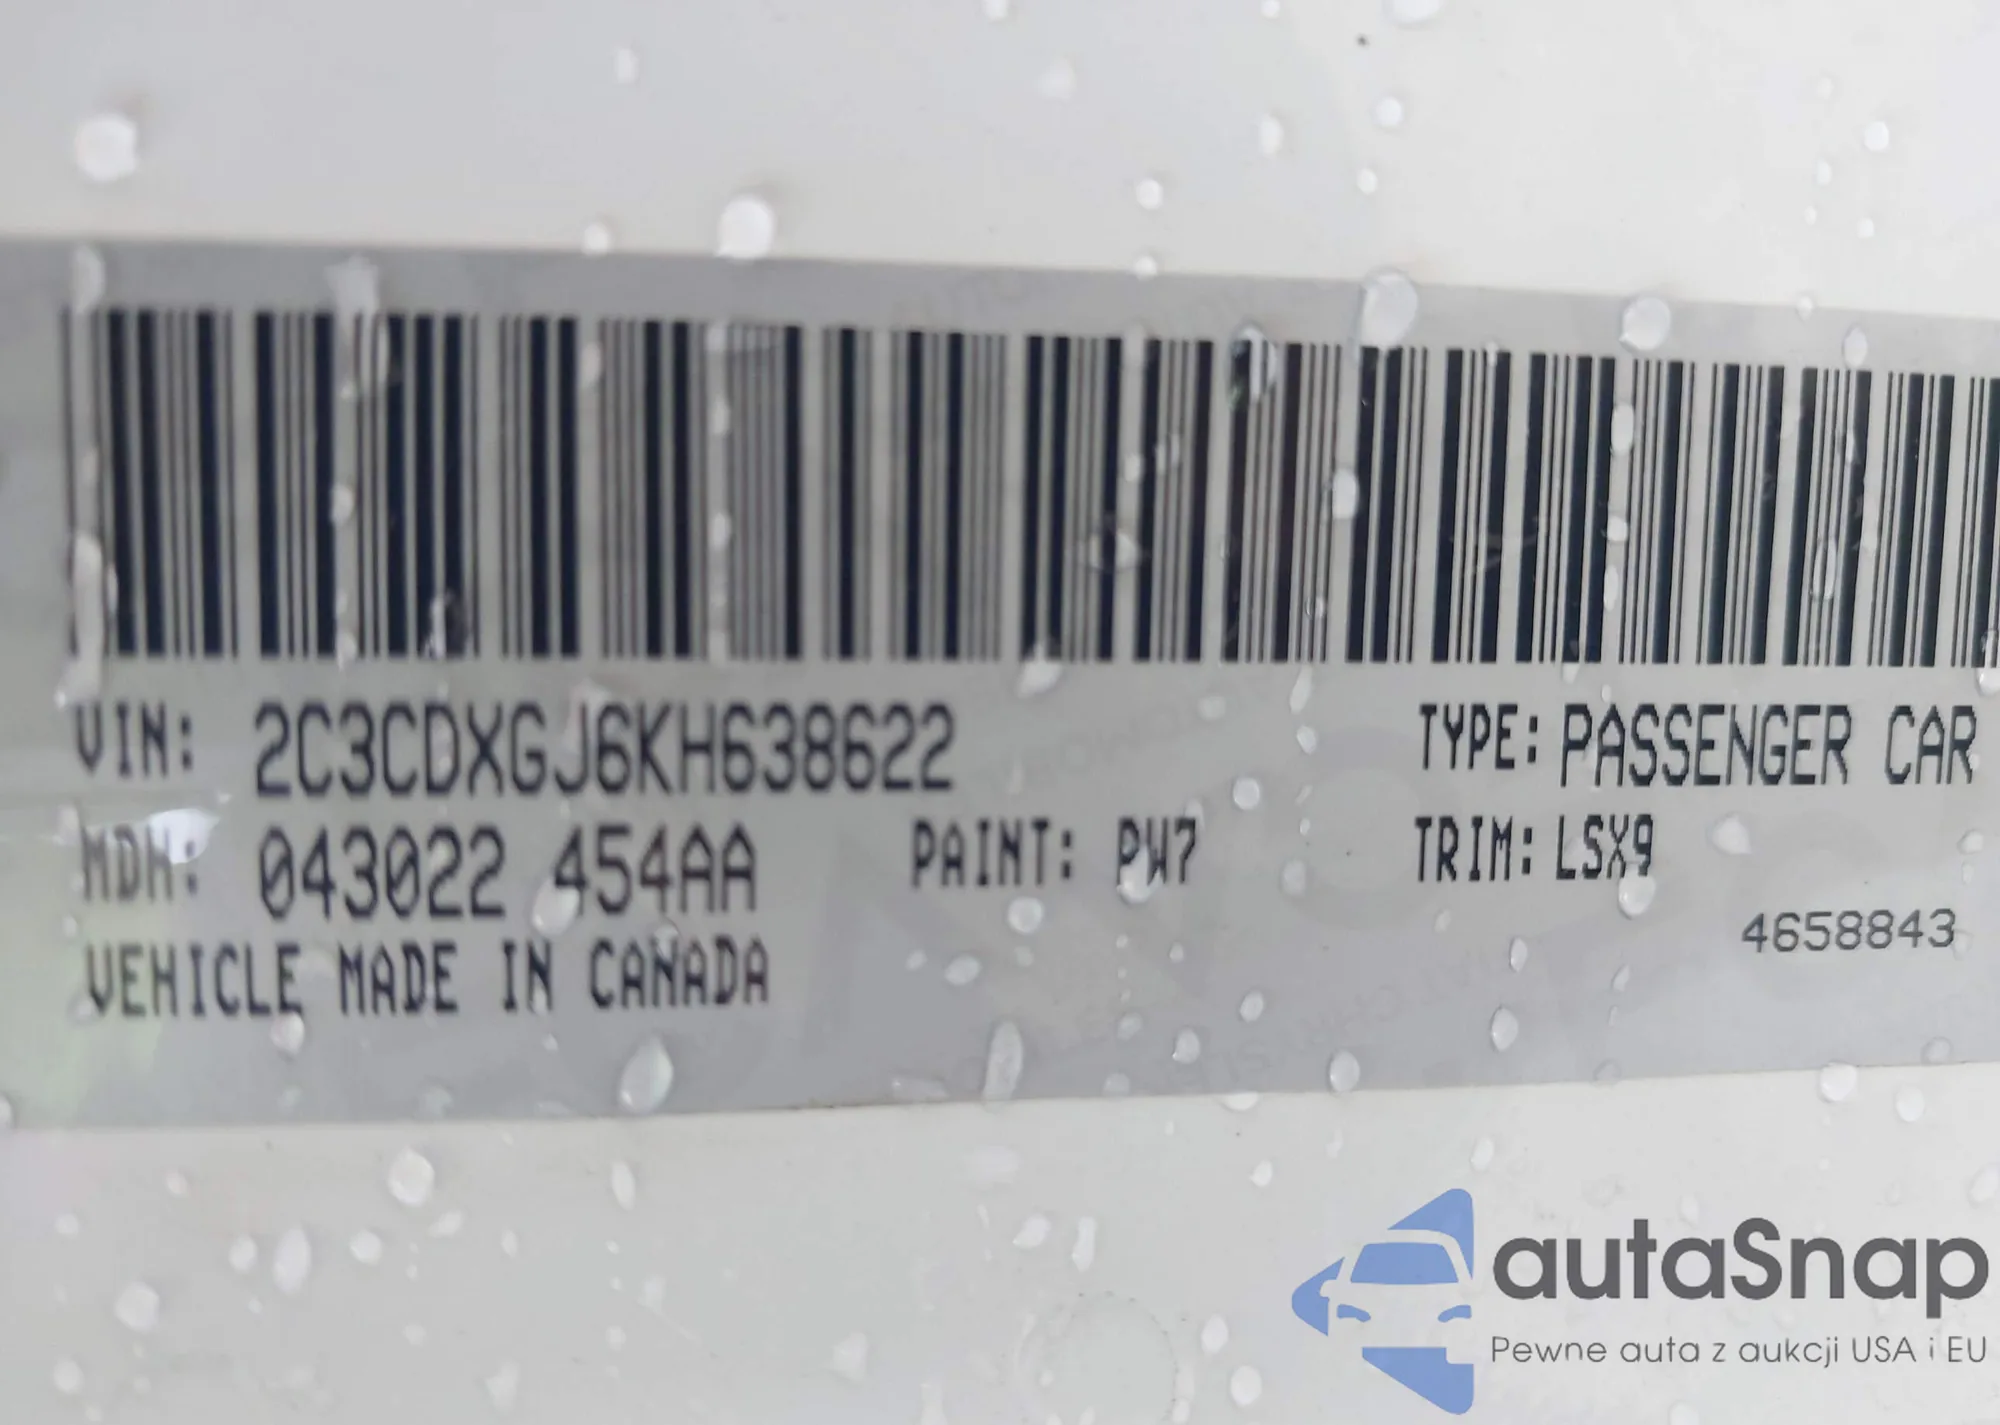 VIN: 2C3CDXGJ6KH638622 TYPE: PASSENGER CAR
MDH: 043022 454AA PAINT: PW7 TRIM: LSX9
4658843
VEHICLE MADE IN CANADA
autaSnap
Pewne auta z aukcji USA i EU